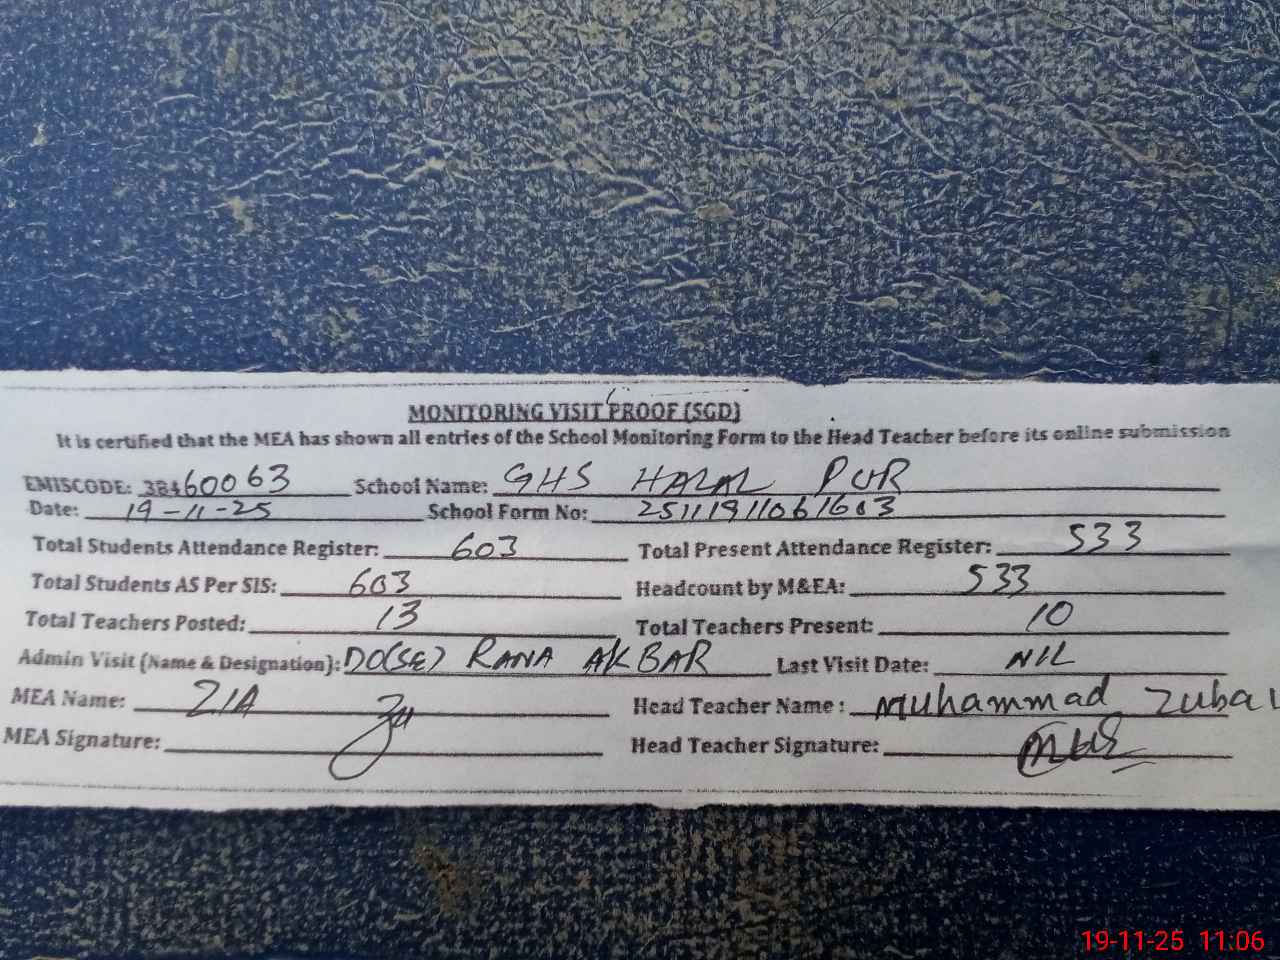 MONITORING VISIT PROOF (SGD)
It is certified that the MEA has shown all entries of the School Monitoring Form to the Head Teacher before its online submission
EMISCODE: 38460063 School Name: GHS HALAL PUR
Date: 19-11-25 School Form No: 25111911061603
Total Students Attendance Register: 603 Total Present Attendance Register: 533
Total Students AS Per SIS: 603 Headcount by M&EA: 533
Total Teachers Posted: 13 Total Teachers Present: 10
Admin Visit (Name & Designation): DO(SE) RANA AKBAR Last Visit Date: NIL
MEA Name: ZIA Head Teacher Name : Muhammad Zubai
MEA Signature: Head Teacher Signature:
19-11-25 11:06